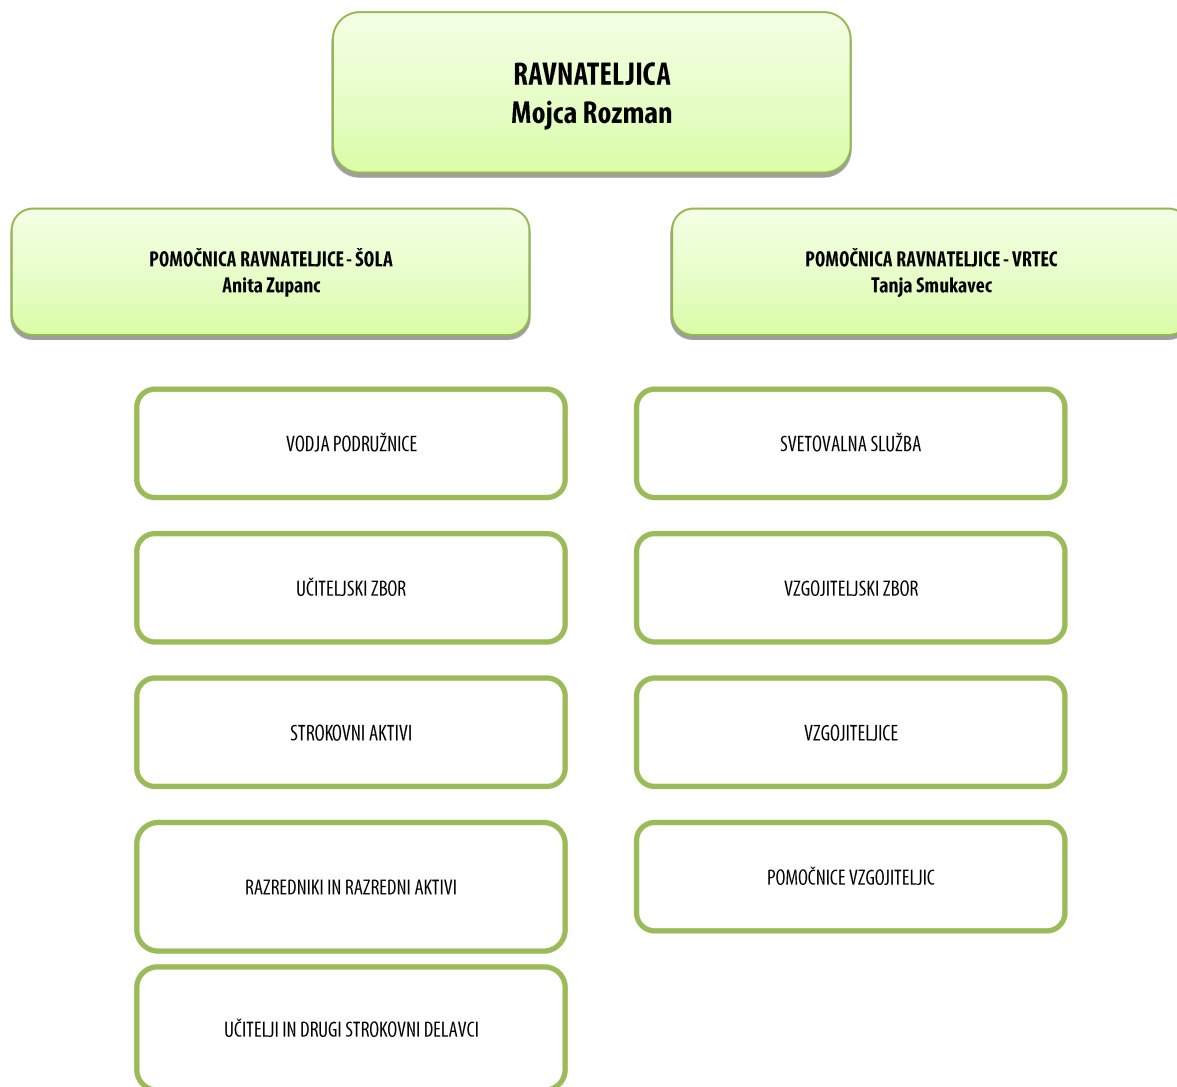 RAVNATELJICA
Mojca Rozman
POMOČNICA RAVNATELJICE - ŠOLA
Anita Zupanc
POMOČNICA RAVNATELJICE - VRTEC
Tanja Smukavec
VODJA PODRUŽNICE
SVETOVALNA SLUŽBA
UČITELJSKI ZBOR
VZGOJITELJSKI ZBOR
STROKOVNI AKTIVI
VZGOJITELJICE
RAZREDNIKI IN RAZREDNI AKTIVI
POMOČNICE VZGOJITELJIC
UČITELJI IN DRUGI STROKOVNI DELAVCI